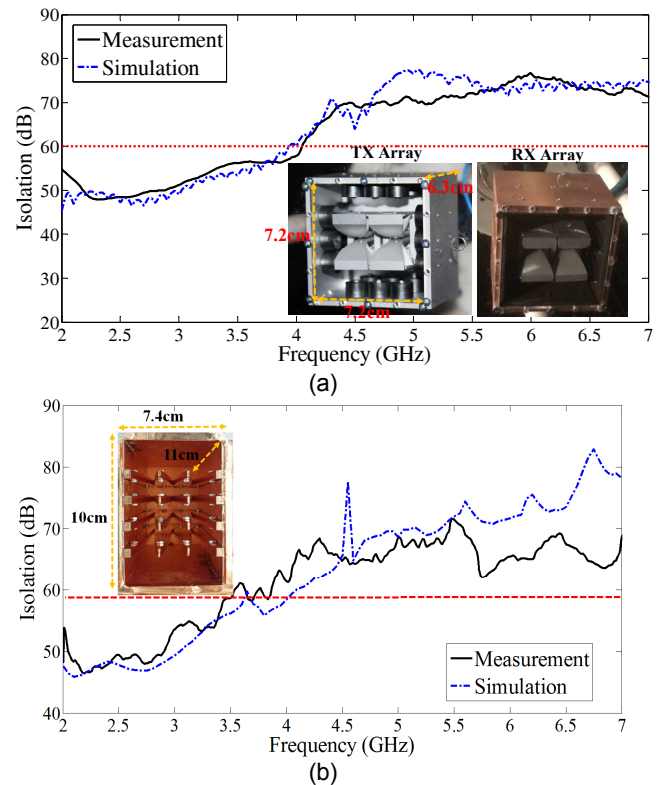 90
80
70
60
50
40
30
20
Isolation (dB)
Measurement
Simulation
TX Array
RX Array
6.3cm
7.2cm
7.2cm
2 2.5 3 3.5 4 4.5 5 5.5 6 6.5 7
Frequency (GHz)
(a)
90
80
70
60
50
40
Isolation (dB)
7.4cm
11cm
10cm
Measurement
Simulation
2 2.5 3 3.5 4 4.5 5 5.5 6 6.5 7
Frequency (GHz)
(b)